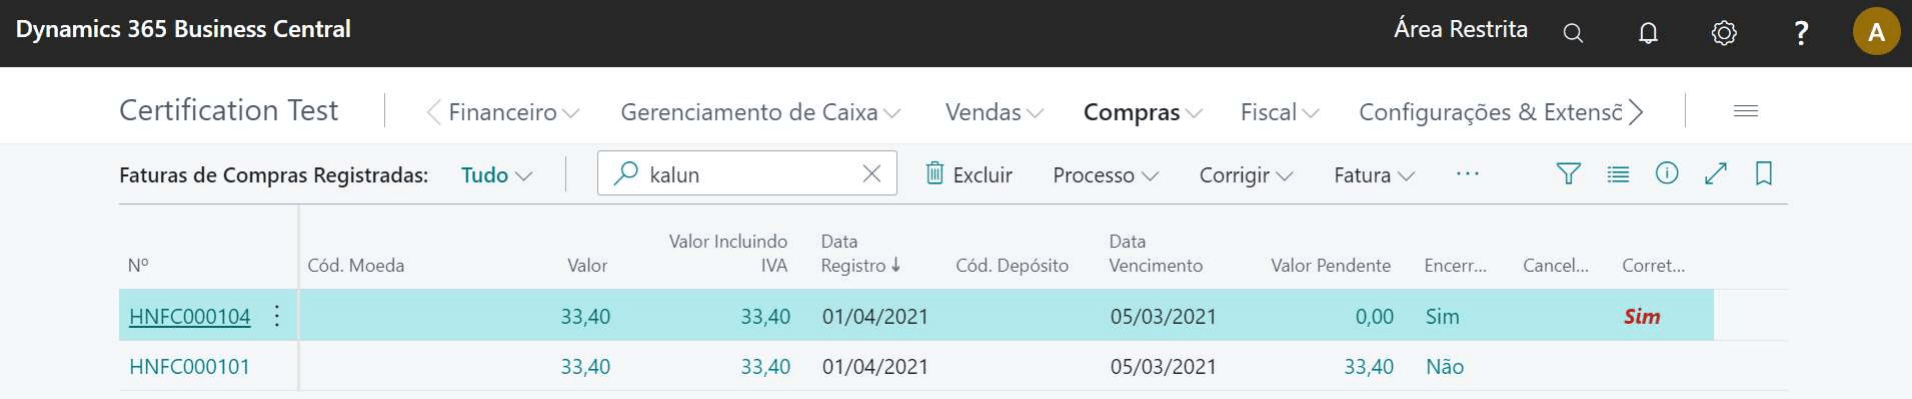 Dynamics 365 Business Central Área Restrita ? A
Certification Test Financeiro Gerenciamento de Caixa Vendas Compras Fiscal Configurações & Extensõ
Faturas de Compras Registradas: Tudo kalun Excluir Processo Corrigir Fatura ...
Nº Cód. Moeda Valor Valor Incluindo IVA Data Registro ↓ Cód. Depósito Data Vencimento Valor Pendente Encerr... Cancel... Corret...
HNFC000104 33,40 33,40 01/04/2021 05/03/2021 0,00 Sim Sim
HNFC000101 33,40 33,40 01/04/2021 05/03/2021 33,40 Não